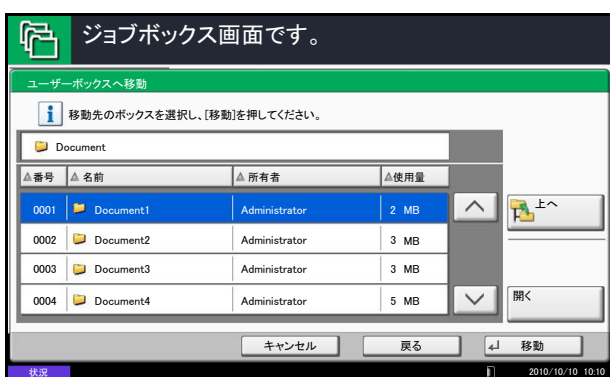 ジョブボックス画面です。
ユーザーボックスへ移動
移動先のボックスを選択し、[移動]を押してください。
Document
番号 名前 所有者 使用量
0001 Document1 Administrator 2 MB
上へ
0002 Document2 Administrator 3 MB
0003 Document3 Administrator 3 MB
0004 Document4 Administrator 5 MB
開く
キャンセル 戻る 移動
状況 2010/10/10 10:10